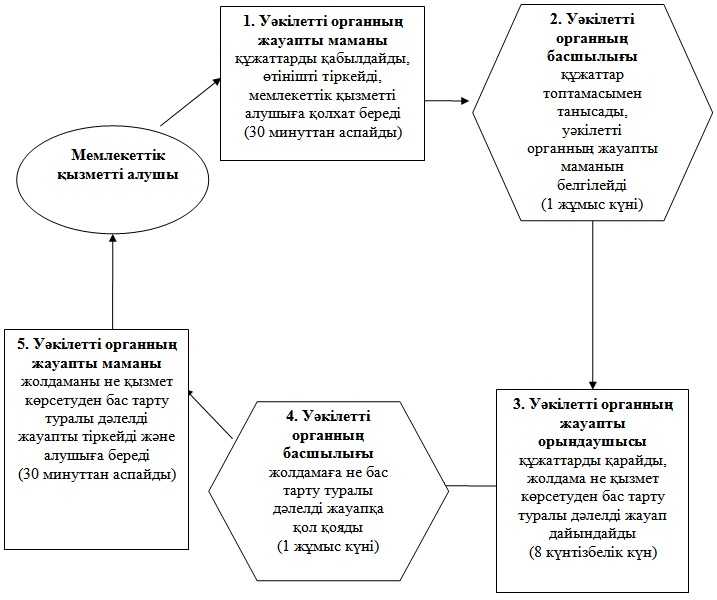 Мемлекеттік
қызметті алушы
1. Уәкілетті органның
жауапты маманы
құжаттарды қабылдайды,
өтінішті тіркейді,
мемлекеттік қызметті
алушыға қолхат береді
(30 минуттан аспайды)
2. Уәкілетті
органның
басшылығы
құжаттар
топтамасымен
танысады,
уәкілетті
органның жауапты
маманын
белгілейді
(1 жұмыс күні)
3. Уәкілетті органның
жауапты
орындаушысы
құжаттарды қарайды,
жолдама не қызмет
көрсетуден бас тарту
туралы дәлелді жауап
дайындайды
(8 күнтізбелік күн)
4. Уәкілетті
органның
басшылығы
жолдамаға не бас
тарту туралы
дәлелді жауапқа
қол қояды
(1 жұмыс күні)
5. Уәкілетті органның
жауапты маманы
жолдаманы не қызмет
көрсетуден бас тарту
туралы дәлелді
жауапты тіркейді және
алушыға береді
(30 минуттан аспайды)